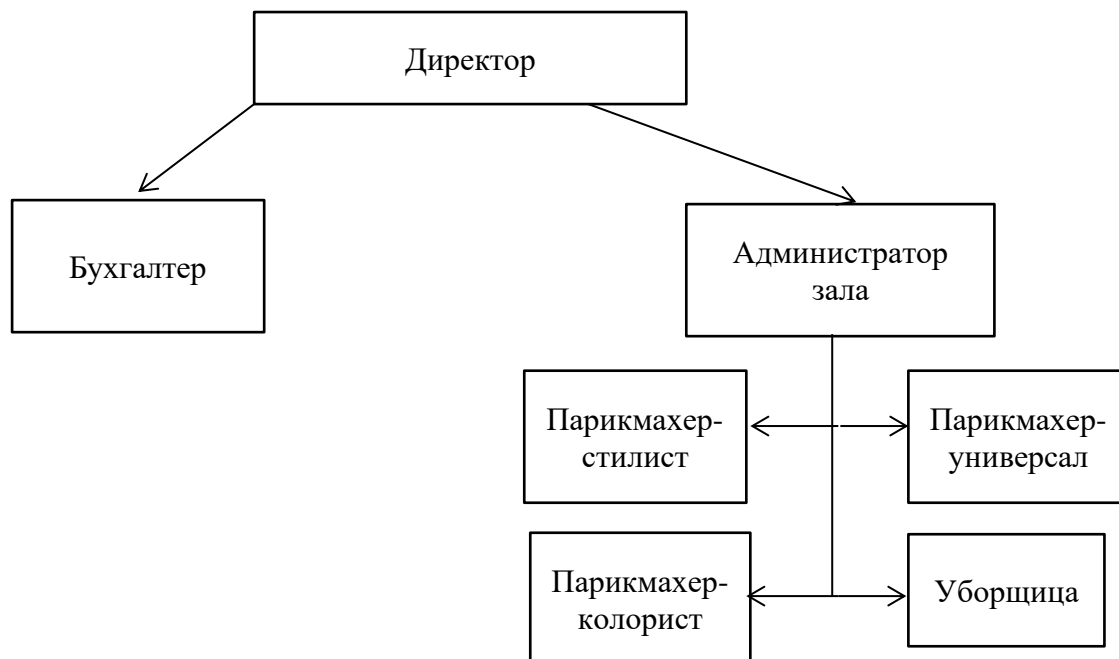 Директор
Бухгалтер
Администратор
зала
Парикмахер-
стилист
Парикмахер-
универсал
Парикмахер-
колорист
Уборщица